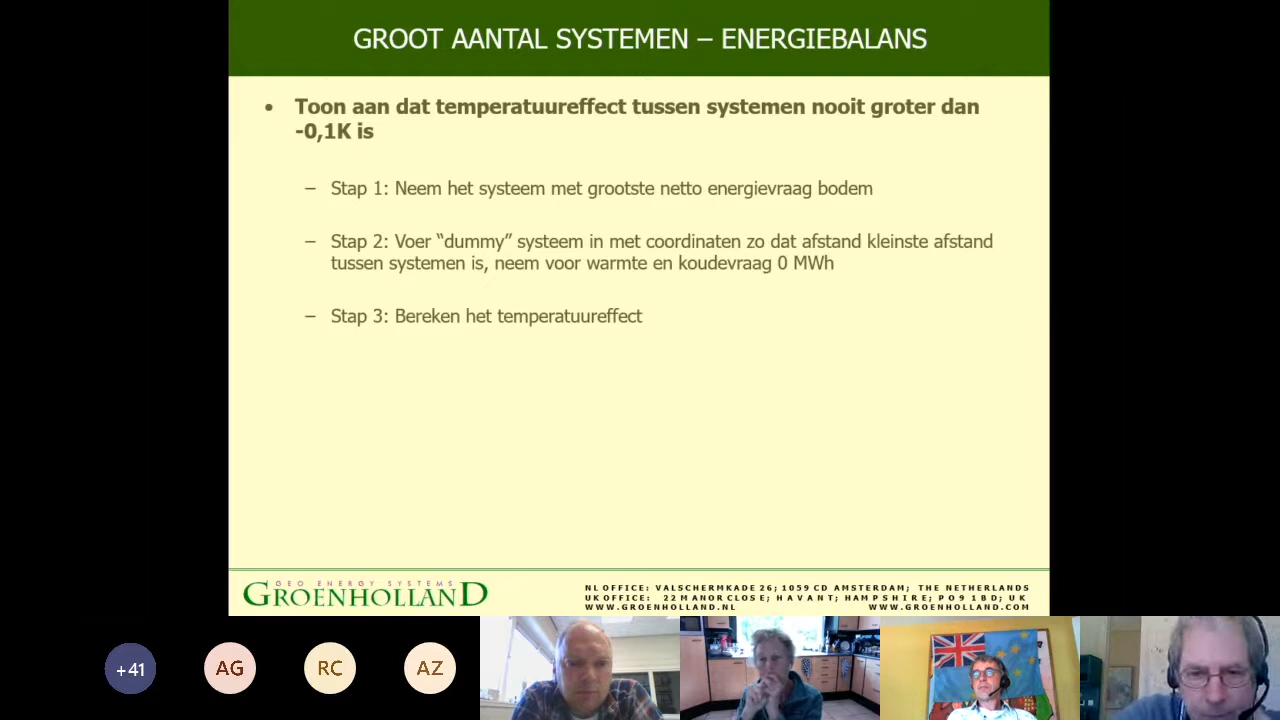 GROOT AANTAL SYSTEMEN – ENERGIEBALANS
• Toon aan dat temperatuureffect tussen systemen nooit groter dan
-0,1K is
– Stap 1: Neem het systeem met grootste netto energievraag bodem
– Stap 2: Voer “dummy” systeem in met coordinaten zo dat afstand kleinste afstand
tussen systemen is, neem voor warmte en koudevraag 0 MWh
– Stap 3: Bereken het temperatuureffect
GEO ENERGY SYSTEMS
GROENHOLLAND
NL OFFICE: VALSCHERMKADE 26; 1059 CD AMSTERDAM; THE NETHERLANDS
UK OFFICE: 22 MANOR CLOSE; HAVANT; HAMPSHIRE; PO9 1BD; UK
WWW.GROENHOLLAND.NL WWW.GROENHOLLAND.COM
+41 AG RC AZ